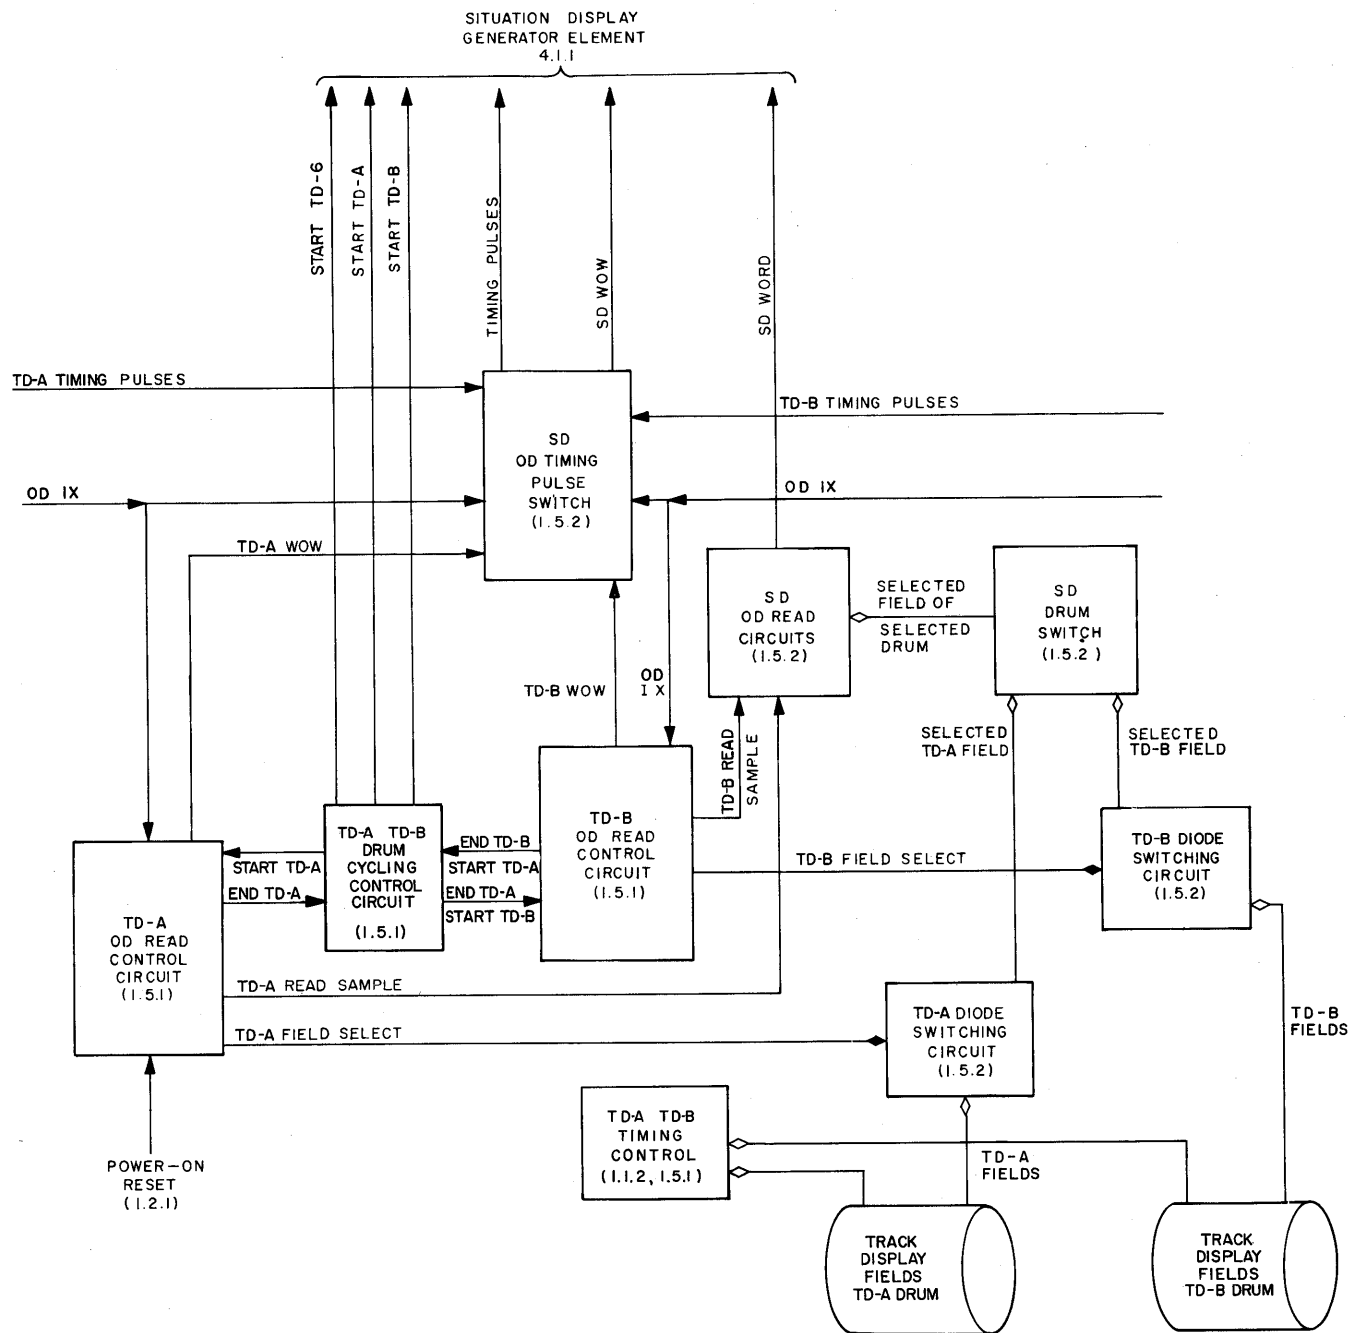 SITUATION DISPLAY
GENERATOR ELEMENT
4.1.1
START TD-6
START TD-A
START TD-B
TIMING PULSES
SD WOW
SD WORD
TD-A TIMING PULSES
TD-B TIMING PULSES
SD
OD TIMING
PULSE
SWITCH
(1.5.2)
OD IX
OD IX
TD-A WOW
SD
OD READ
CIRCUITS
(1.5.2)
SELECTED
FIELD OF
SELECTED
DRUM
SD
DRUM
SWITCH
(1.5.2)
TD-B WOW
OD
IX
TD-B READ
SAMPLE
SELECTED
TD-A FIELD
SELECTED
TD-B FIELD
TD-A TD-B
DRUM
CYCLING
CONTROL
CIRCUIT
(1.5.1)
START TD-A
END TD-A
END TD-B
START TD-A
END TD-A
START TD-B
TD-B
OD READ
CONTROL
CIRCUIT
(1.5.1)
TD-B FIELD SELECT
TD-B DIODE
SWITCHING
CIRCUIT
(1.5.2)
TD-A
OD READ
CONTROL
CIRCUIT
(1.5.1)
TD-A READ SAMPLE
TD-A FIELD SELECT
TD-A DIODE
SWITCHING
CIRCUIT
(1.5.2)
TD-B
FIELDS
POWER-ON
RESET
(1.2.1)
TD-A TD-B
TIMING
CONTROL
(1.1.2, 1.5.1)
TD-A
FIELDS
TRACK
DISPLAY
FIELDS
TD-A DRUM
TRACK
DISPLAY
FIELDS
TD-B DRUM